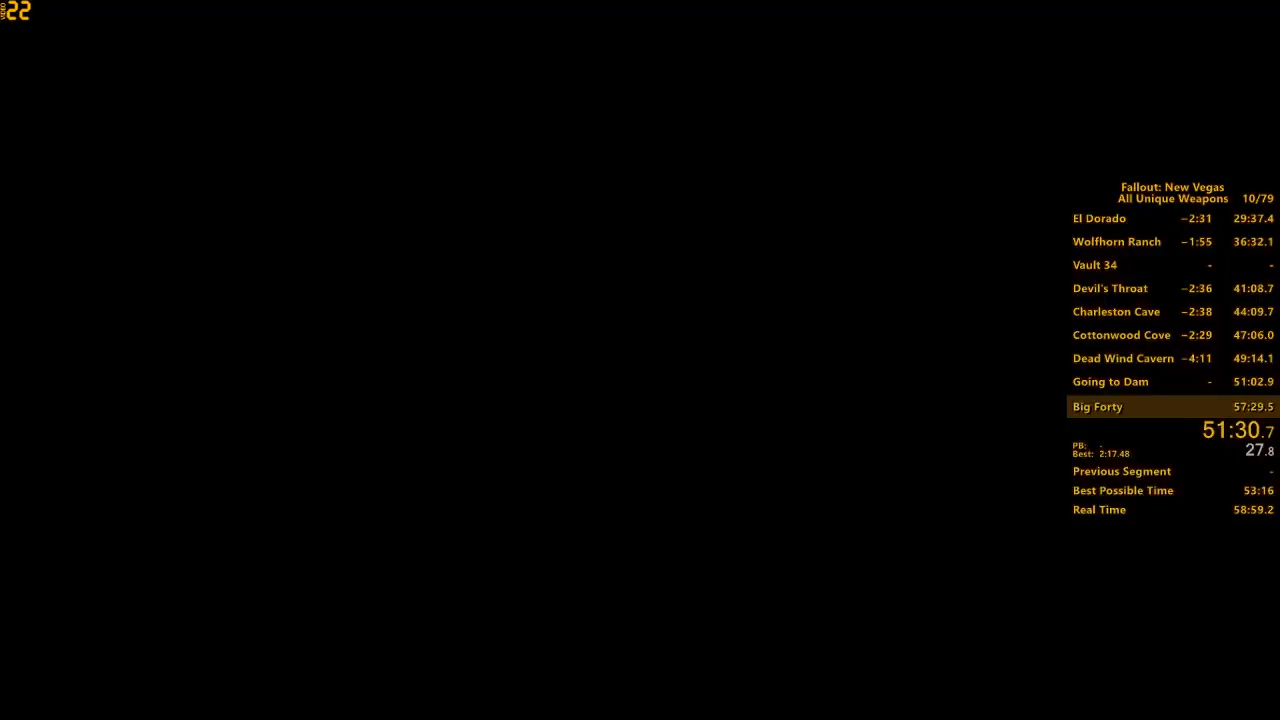 VIDEO 22
Fallout: New Vegas
All Unique Weapons 10/79
El Dorado −2:31 29:37.4
Wolfhorn Ranch −1:55 36:32.1
Vault 34 - -
Devil's Throat −2:36 41:08.7
Charleston Cave −2:38 44:09.7
Cottonwood Cove −2:29 47:06.0
Dead Wind Cavern −4:11 49:14.1
Going to Dam - 51:02.9
Big Forty 57:29.5
51:30.7
PB: -
Best: 2:17.48 27.8
Previous Segment -
Best Possible Time 53:16
Real Time 58:59.2